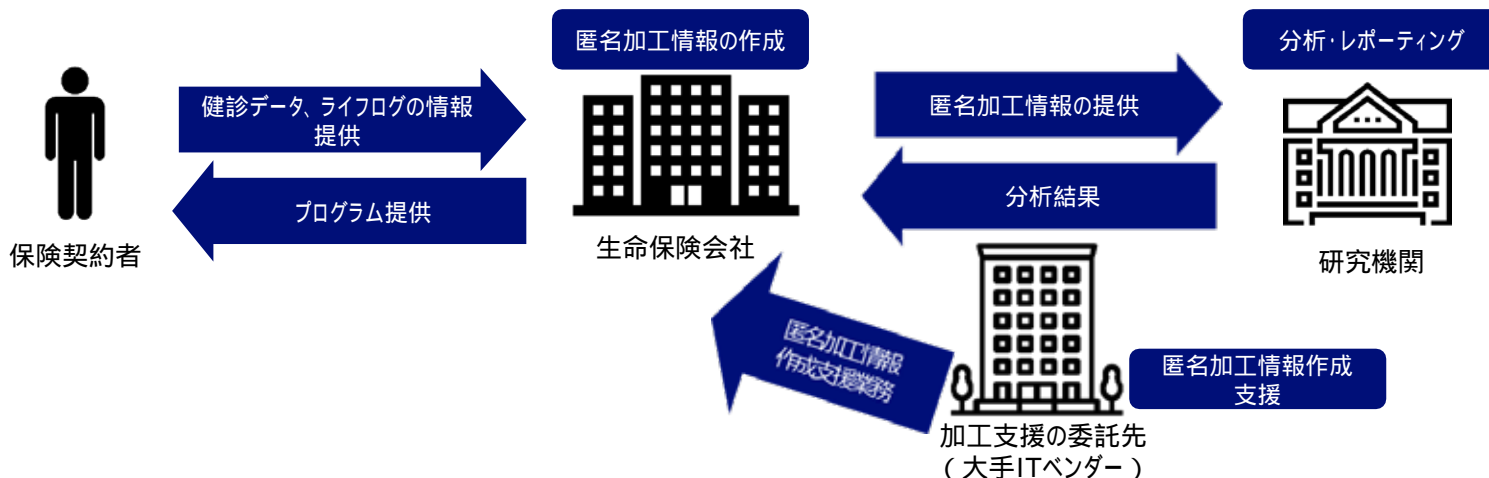 匿名加工情報の作成
分析・レポーティング
健診データ、ライフログの情報
提供
匿名加工情報の提供
プログラム提供
分析結果
保険契約者
生命保険会社
研究機関
匿名加工情報
作成支援業務
匿名加工情報作成
支援
加工支援の委託先
(大手ITベンダー)